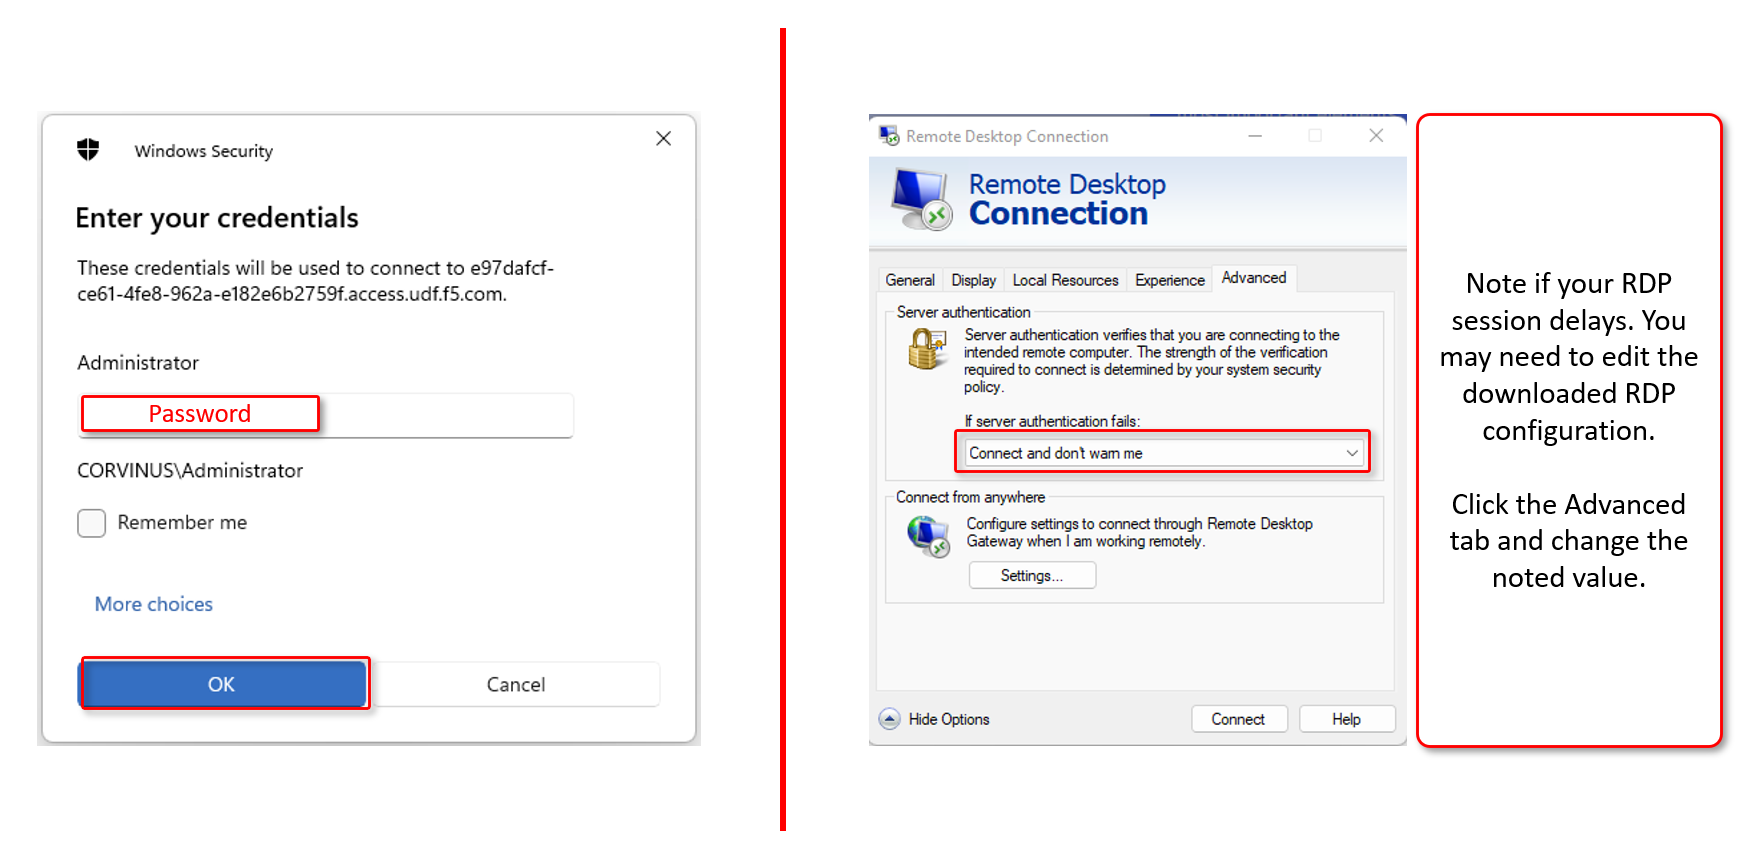 Windows Security
Enter your credentials
These credentials will be used to connect to e97dafcf-
ce61-4fe8-962a-e182e6b2759f.access.udf.f5.com.
Administrator
Password
CORVINUS\Administrator
Remember me
More choices
OK
Cancel
Remote Desktop Connection
Remote Desktop
Connection
General
Display
Local Resources
Experience
Advanced
Server authentication
Server authentication verifies that you are connecting to the
intended remote computer. The strength of the verification
required to connect is determined by your system security
policy.
If server authentication fails:
Connect and don't warn me
Connect from anywhere
Configure settings to connect through Remote Desktop
Gateway when I am working remotely.
Settings...
Hide Options
Connect
Help
Note if your RDP
session delays. You
may need to edit the
downloaded RDP
configuration.
Click the Advanced
tab and change the
noted value.